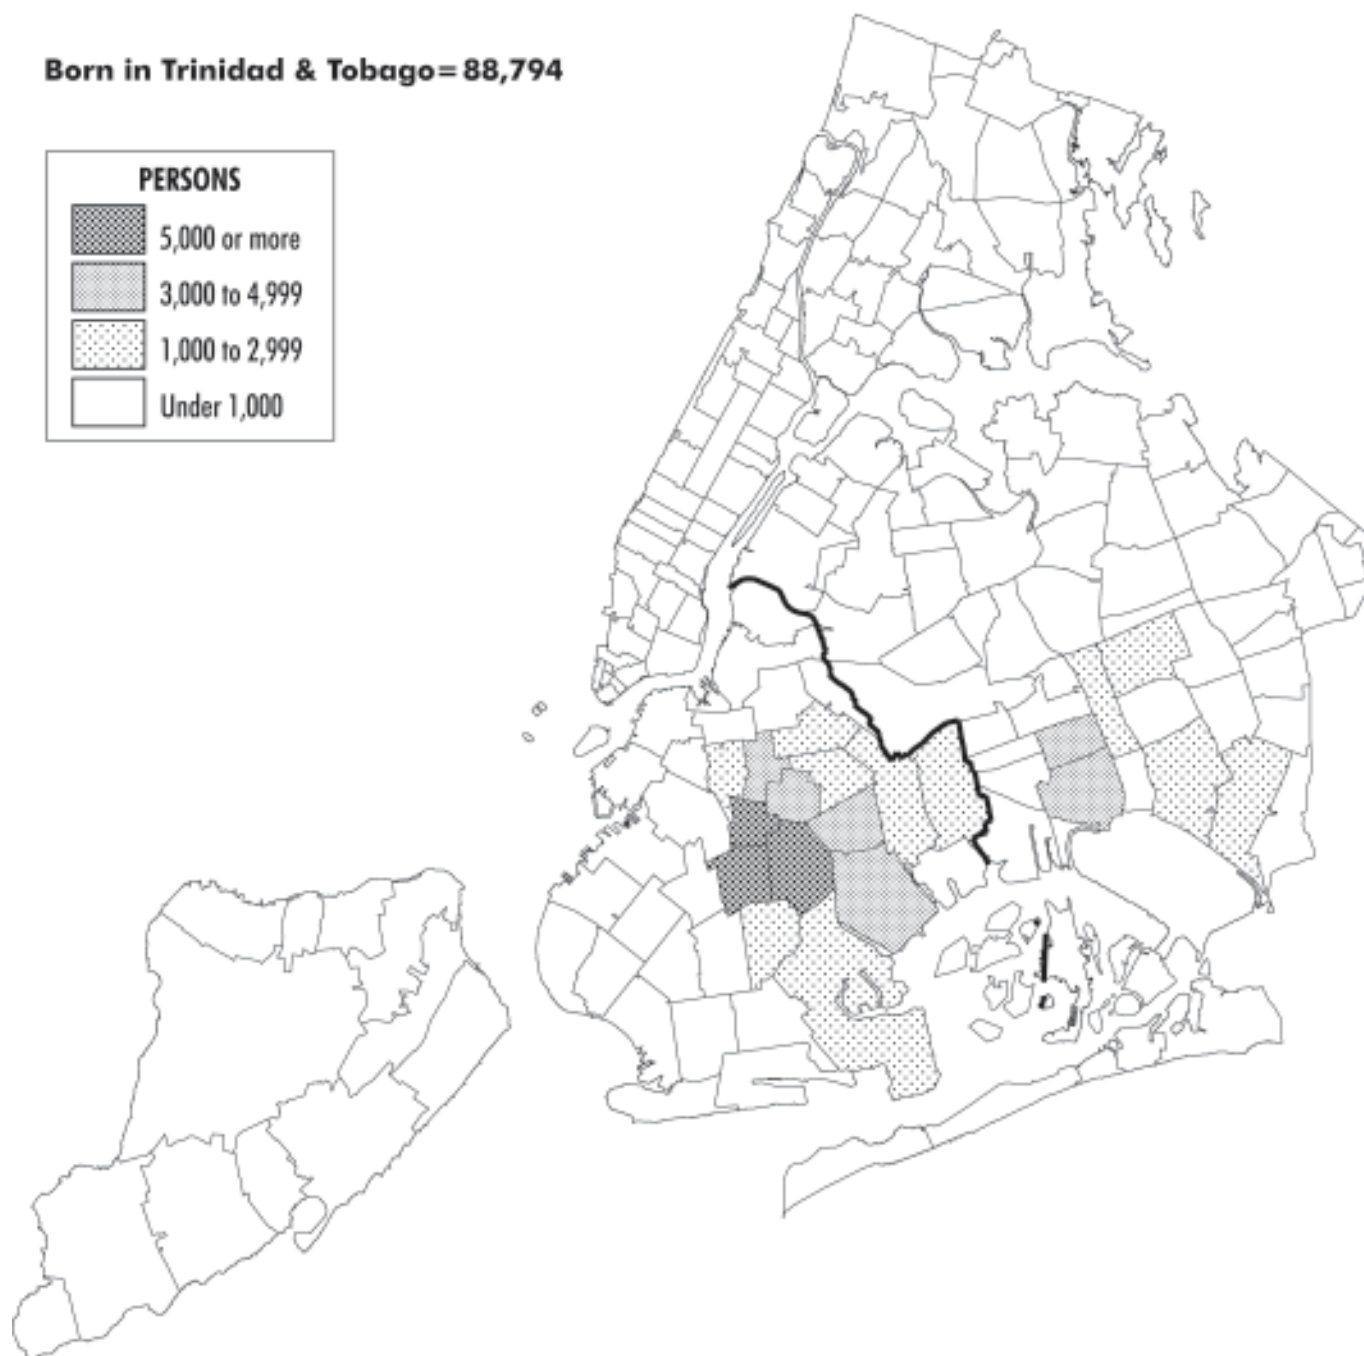 Born in Trinidad & Tobago=88,794
PERSONS
5,000 or more
3,000 to 4,999
1,000 to 2,999
Under 1,000